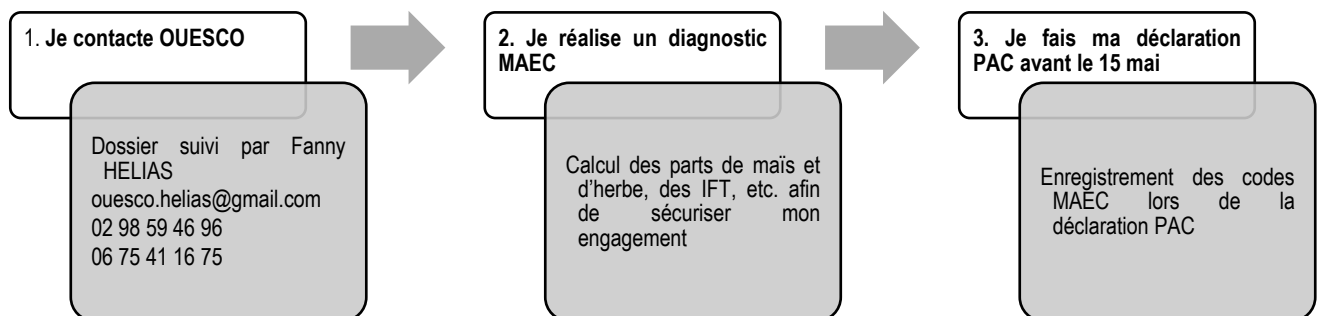 1. Je contacte OUESCO
Dossier suivi par Fanny
HELIAS
ouesco.helias@gmail.com
02 98 59 46 96
06 75 41 16 75
2. Je réalise un diagnostic
MAEC
Calcul des parts de maïs et
d'herbe, des IFT, etc. afin
de sécuriser mon
engagement
3. Je fais ma déclaration
PAC avant le 15 mai
Enregistrement des codes
MAEC lors de la
déclaration PAC